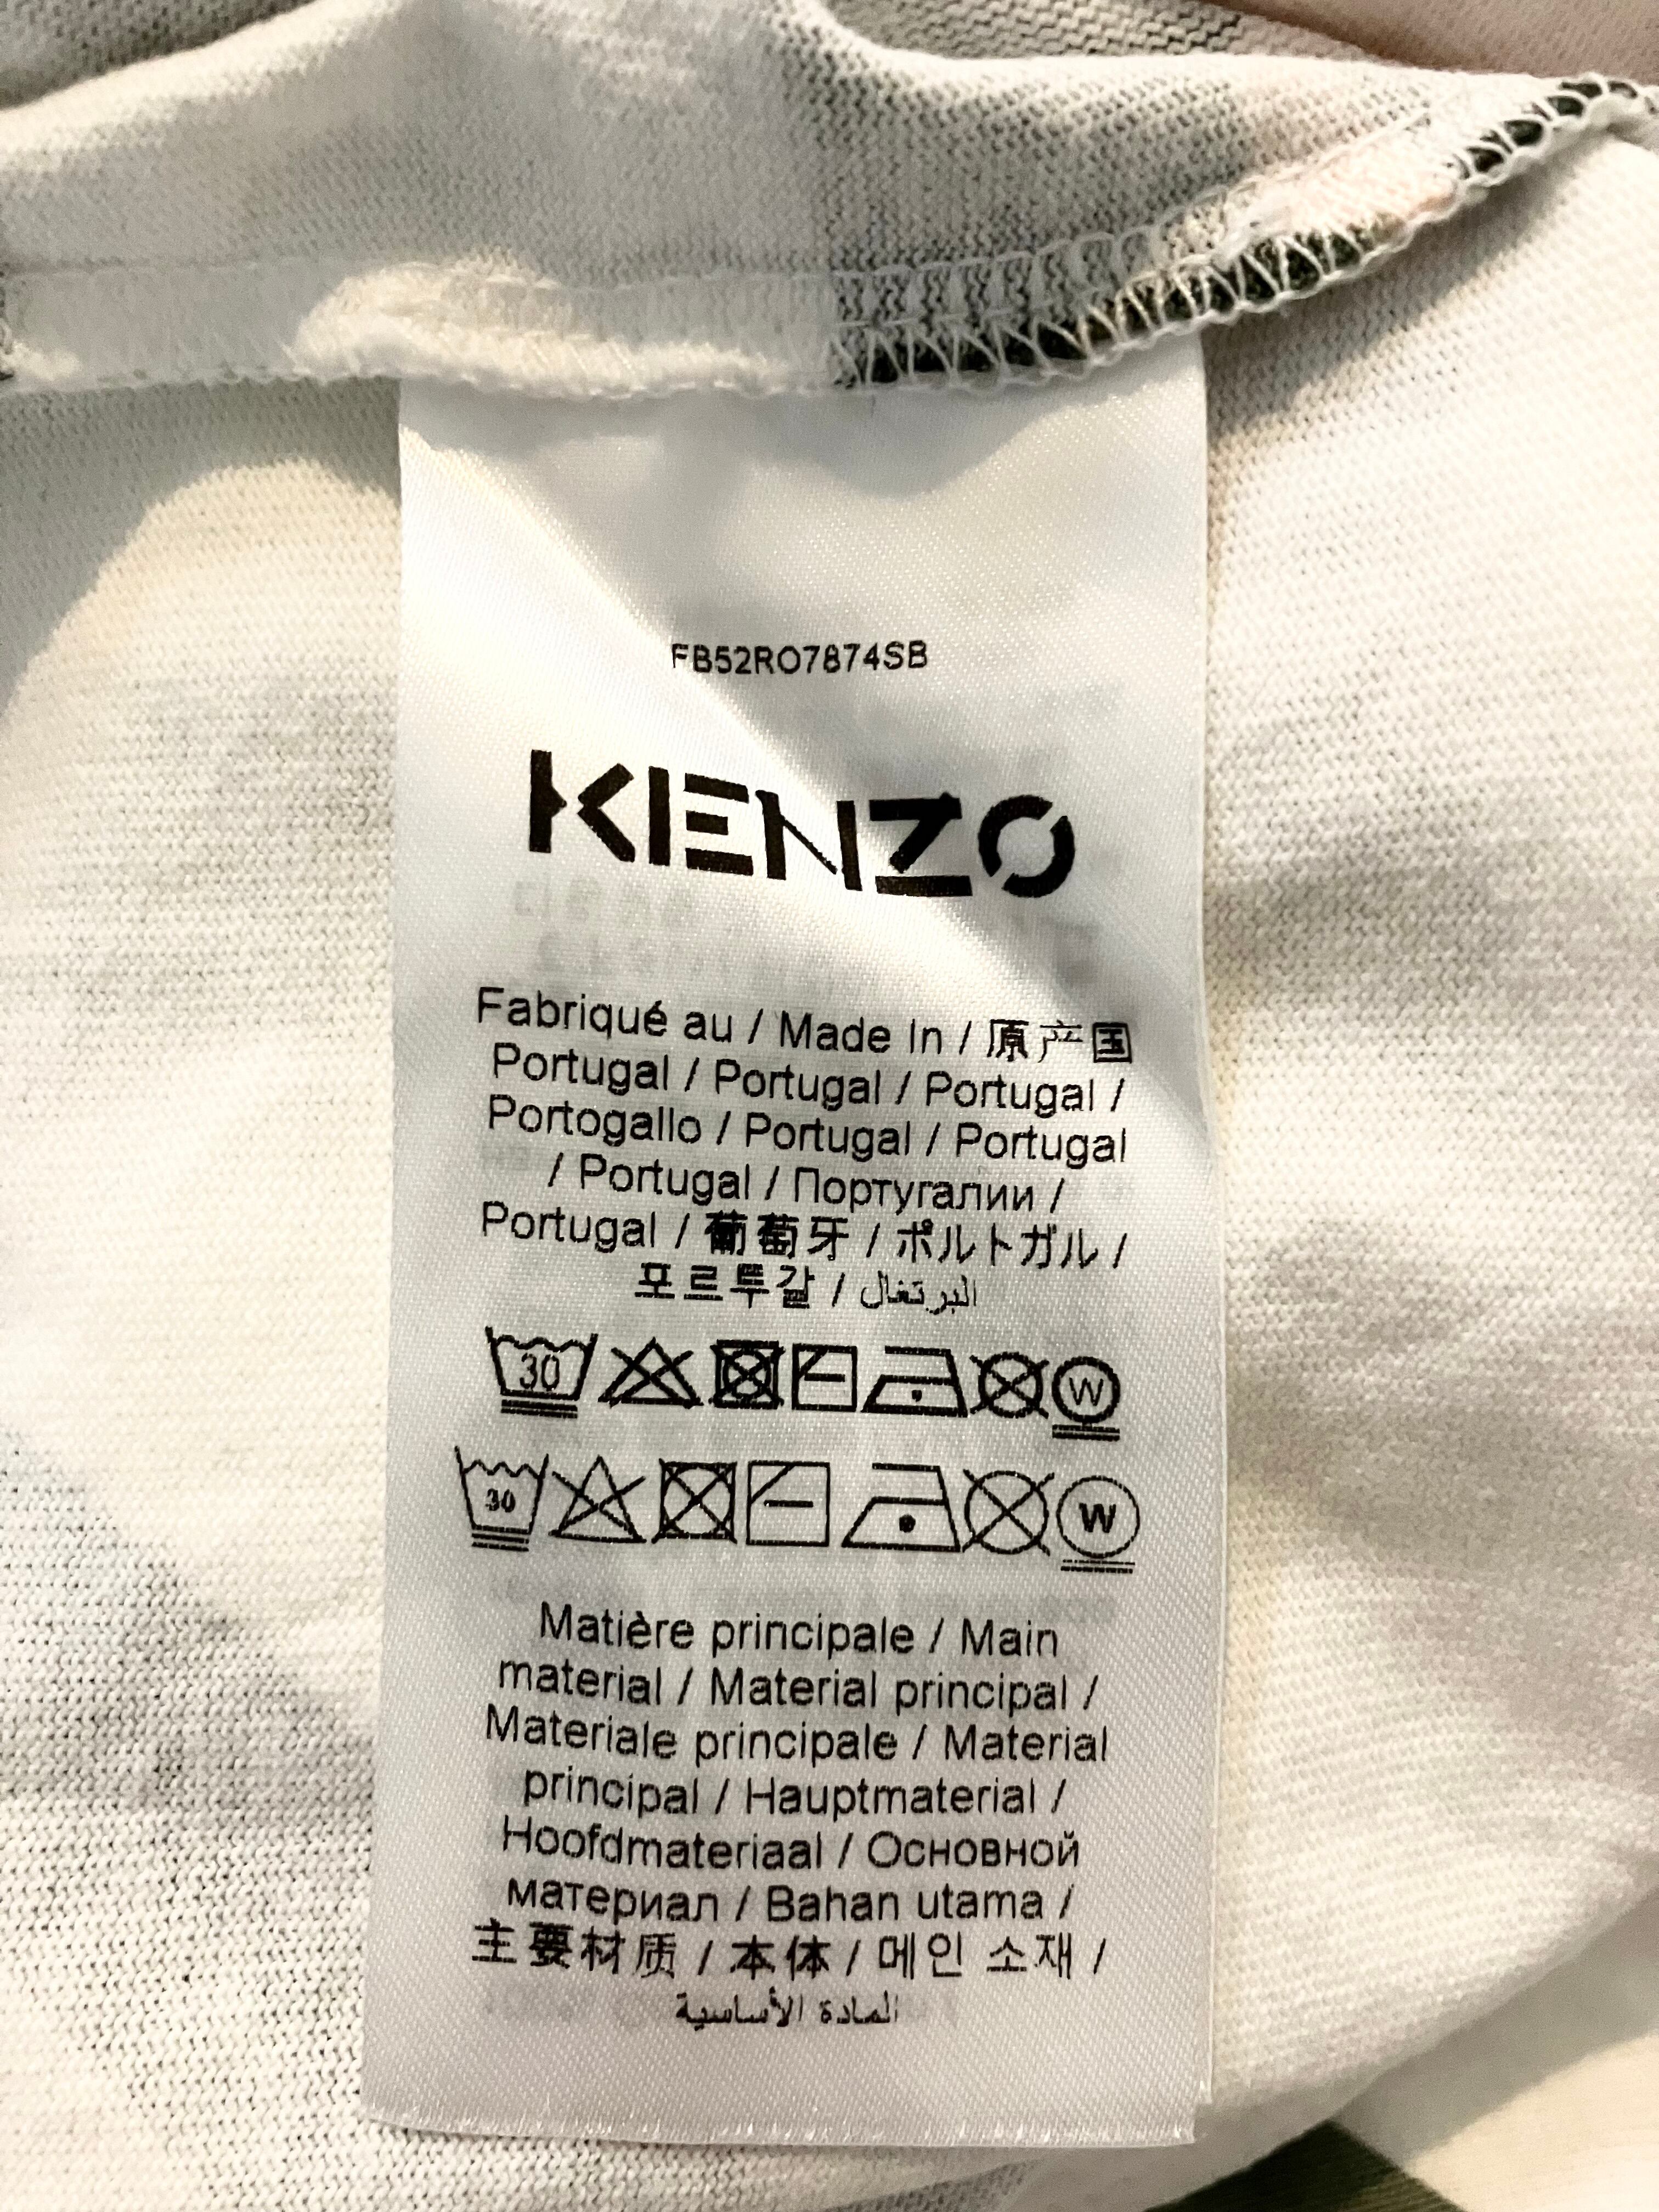 FB52RO7874SB
KENZO
Fabriqué au / Made In / 原产国
Portugal / Portugal / Portugal /
Portogallo / Portugal / Portugal
/ Portugal / Португалии /
Portugal / 葡萄牙 / ポルトガル /
포르투갈 / البرتغال
30 W
30 W
Matière principale / Main
material / Material principal /
Materiale principale / Material
principal / Hauptmaterial /
Hoofdmateriaal / Основной
материал / Bahan utama /
主要材质 / 本体 / 메인 소재 /
المادة الأساسية